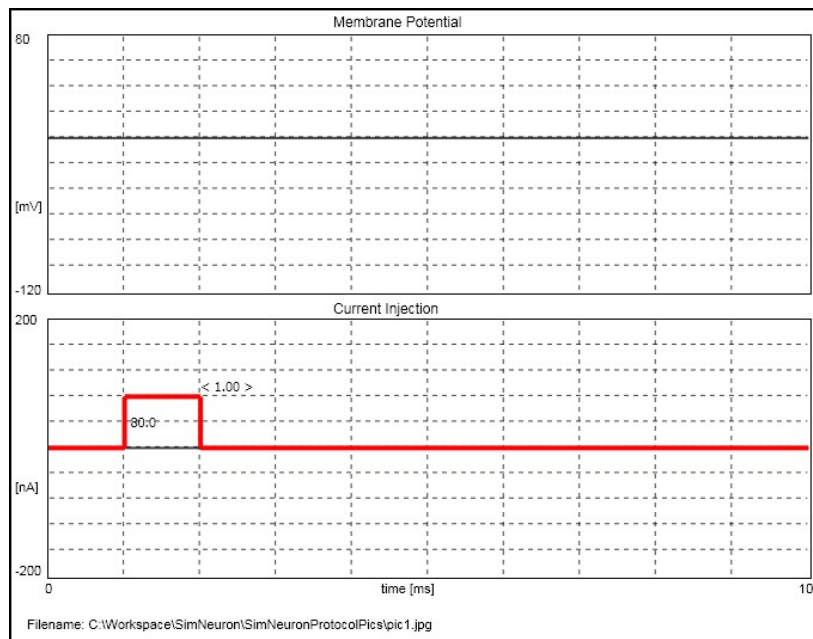 Membrane Potential
80
[mV]
-120
Current Injection
200
< 1.00 >
80.0
[nA]
-200
0 time [ms] 10
Filename: C:\Workspace\SimNeuron\SimNeuronProtocolPics\pic1.jpg